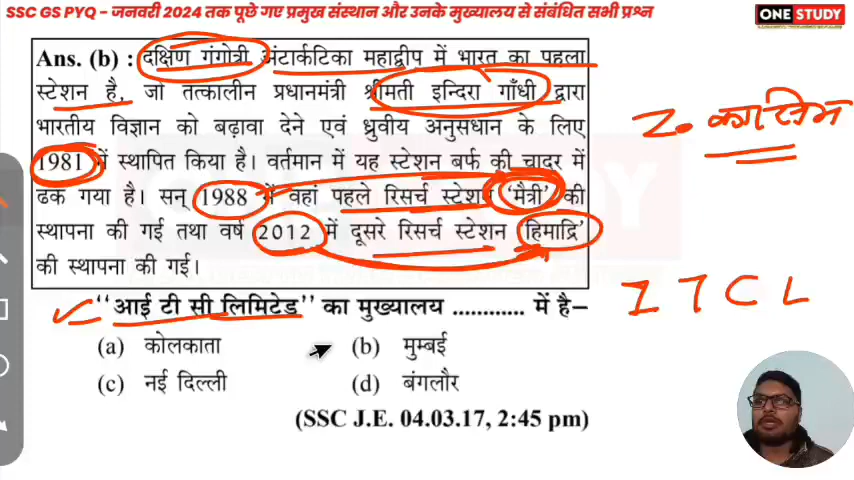 SSC GS PYQ - जनवरी 2024 तक पूछे गए प्रमुख संस्थान और उनके मुख्यालय से संबंधित सभी प्रश्न
ONE STUDY
Ans. (b) : दक्षिण गंगोत्री अंटार्कटिका महाद्वीप में भारत का पहला
स्टेशन है, जो तत्कालीन प्रधानमंत्री श्रीमती इन्दिरा गाँधी द्वारा
भारतीय विज्ञान को बढ़ावा देने एवं ध्रुवीय अनुसधान के लिए
1981 में स्थापित किया है। वर्तमान में यह स्टेशन बर्फ की चादर में
ढक गया है। सन् 1988 में वहां पहले रिसर्च स्टेशन 'मैत्री' की
स्थापना की गई तथा वर्ष 2012 में दूसरे रिसर्च स्टेशन हिमाद्रि'
की स्थापना की गई।
"आई टी सी लिमिटेड" का मुख्यालय ............ में है–
(a) कोलकाता (b) मुम्बई
(c) नई दिल्ली (d) बंगलौर
(SSC J.E. 04.03.17, 2:45 pm)
I T C L